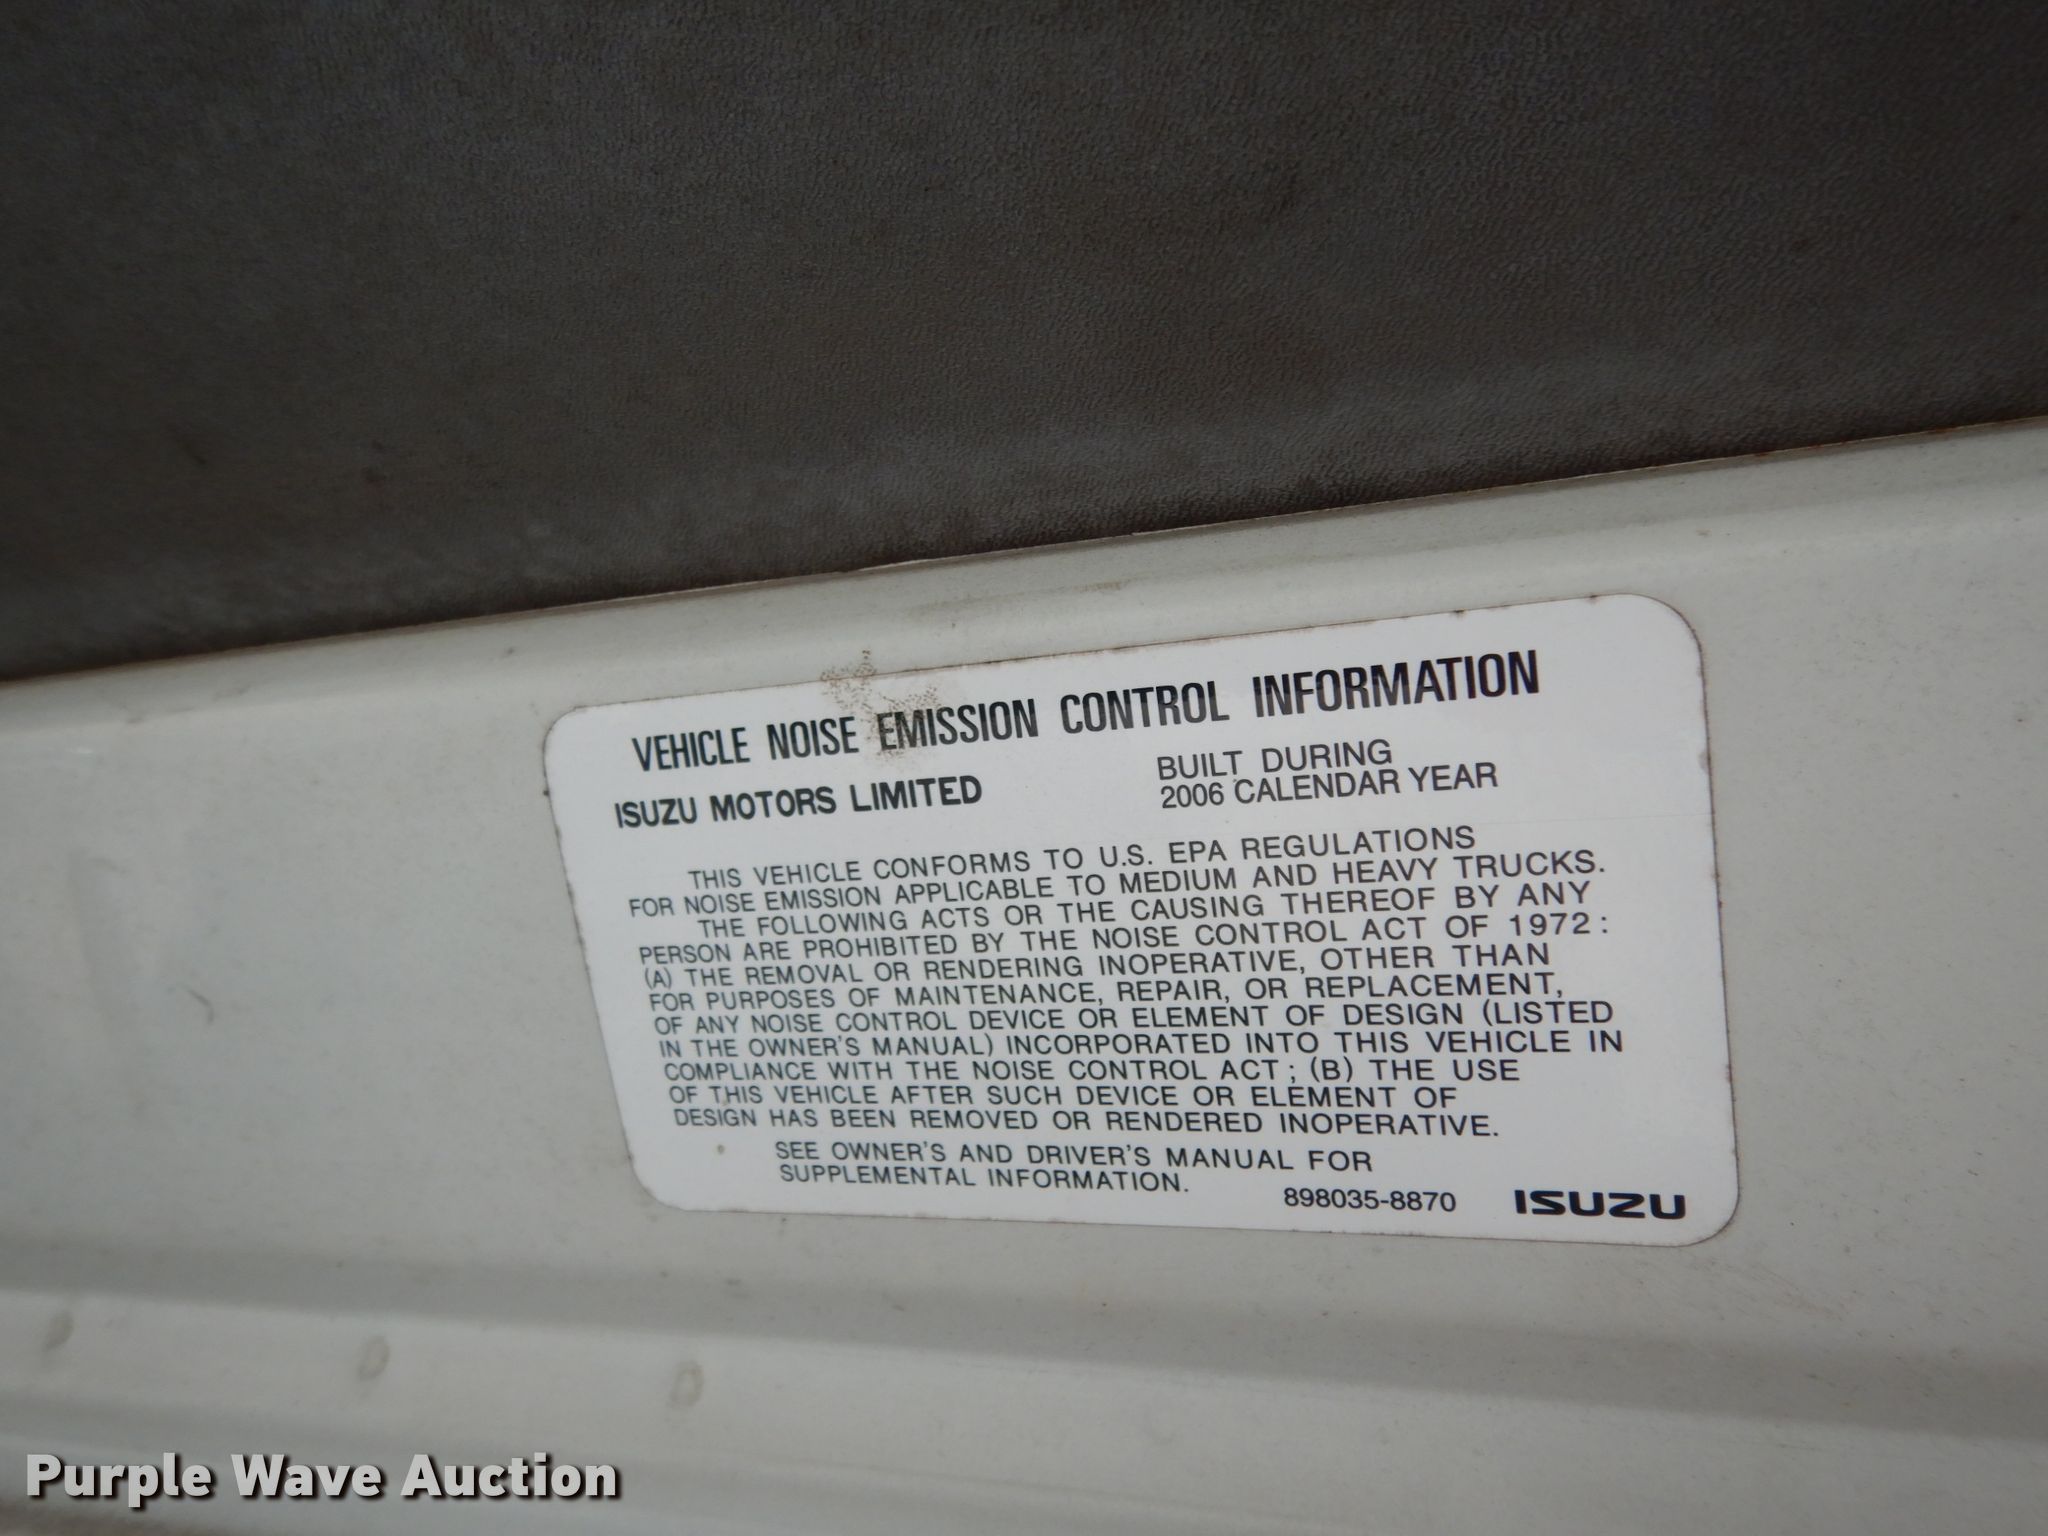 VEHICLE NOISE EMISSION CONTROL INFORMATION
ISUZU MOTORS LIMITED
BUILT DURING
2006 CALENDAR YEAR
THIS VEHICLE CONFORMS TO U.S. EPA REGULATIONS
FOR NOISE EMISSION APPLICABLE TO MEDIUM AND HEAVY TRUCKS.
THE FOLLOWING ACTS OR THE CAUSING THEREOF BY ANY
PERSON ARE PROHIBITED BY THE NOISE CONTROL ACT OF 1972 :
(A) THE REMOVAL OR RENDERING INOPERATIVE, OTHER THAN
FOR PURPOSES OF MAINTENANCE, REPAIR, OR REPLACEMENT,
OF ANY NOISE CONTROL DEVICE OR ELEMENT OF DESIGN (LISTED
IN THE OWNER'S MANUAL) INCORPORATED INTO THIS VEHICLE IN
COMPLIANCE WITH THE NOISE CONTROL ACT ; (B) THE USE
OF THIS VEHICLE AFTER SUCH DEVICE OR ELEMENT OF
DESIGN HAS BEEN REMOVED OR RENDERED INOPERATIVE.
SEE OWNER'S AND DRIVER'S MANUAL FOR
SUPPLEMENTAL INFORMATION.
898035-8870
ISUZU
Purple Wave Auction